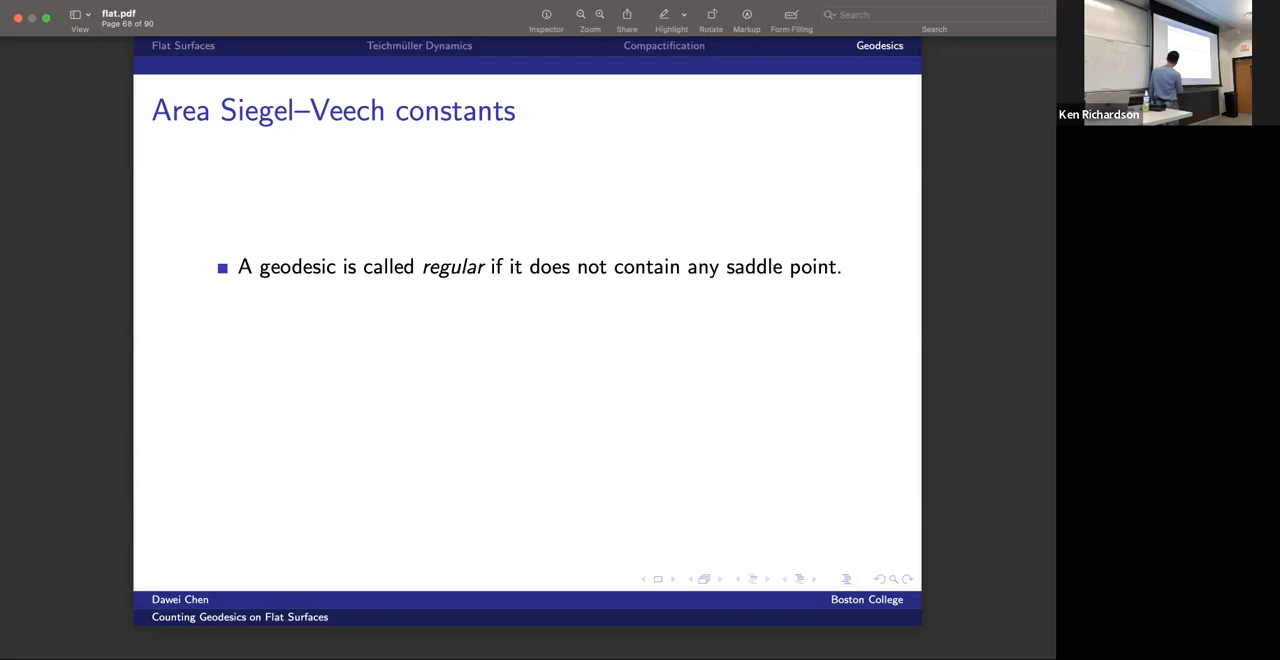 flat.pdf
Page 68 of 90
View
Inspector
Zoom
Share
Highlight
Rotate
Markup
Form Filling
Search
Search
Flat Surfaces
Teichmüller Dynamics
Compactification
Geodesics
Area Siegel–Veech constants
A geodesic is called regular if it does not contain any saddle point.
Dawei Chen
Boston College
Counting Geodesics on Flat Surfaces
Ken Richardson